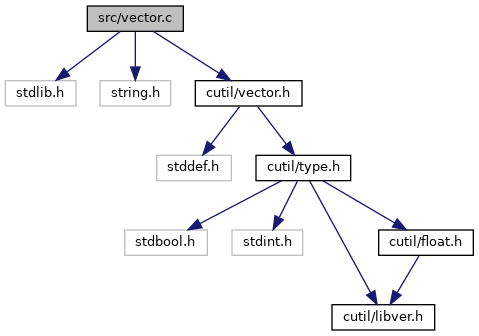 src/vector.c
stdlib.h
string.h
cutil/vector.h
stddef.h
cutil/type.h
stdbool.h
stdint.h
cutil/float.h
cutil/libver.h